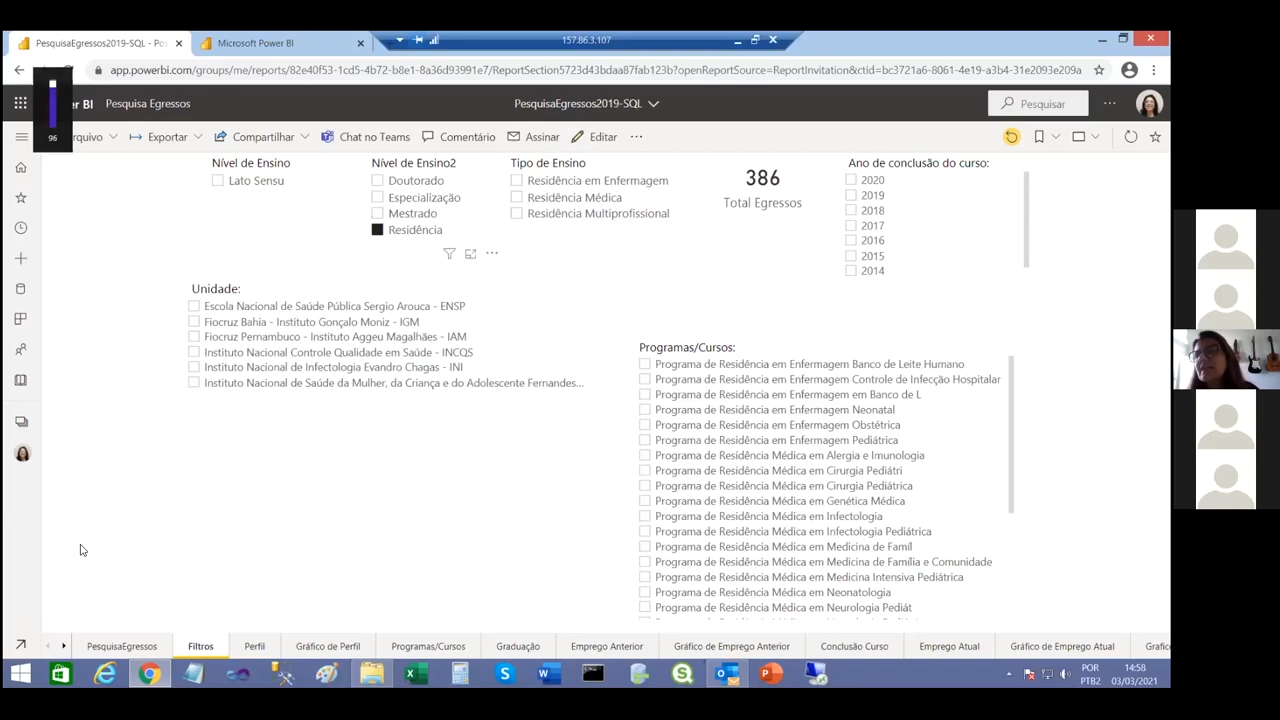 PesquisaEgressos2019-SQL - Po
Microsoft Power BI
157.86.3.107
app.powerbi.com/groups/me/reports/82e40f53-1cd5-4b72-b8e1-8a36d93991e7/ReportSection5723d43bdaa87fab123b?openReportSource=ReportInvitation&ctid=bc3721a6-8061-4e19-a3b4-31e2093e209a
BI
Pesquisa Egressos
PesquisaEgressos2019-SQL
Pesquisar
96
quivo
Exportar
Compartilhar
Chat no Teams
Comentário
Assinar
Editar
Nível de Ensino
Lato Sensu
Nível de Ensino2
Doutorado
Especialização
Mestrado
Residência
Tipo de Ensino
Residência em Enfermagem
Residência Médica
Residência Multiprofissional
386
Total Egressos
Ano de conclusão do curso:
2020
2019
2018
2017
2016
2015
2014
Unidade:
Escola Nacional de Saúde Pública Sergio Arouca - ENSP
Fiocruz Bahia - Instituto Gonçalo Moniz - IGM
Fiocruz Pernambuco - Instituto Aggeu Magalhães - IAM
Instituto Nacional Controle Qualidade em Saúde - INCQS
Instituto Nacional de Infectologia Evandro Chagas - INI
Instituto Nacional de Saúde da Mulher, da Criança e do Adolescente Fernandes...
Programas/Cursos:
Programa de Residência em Enfermagem Banco de Leite Humano
Programa de Residência em Enfermagem Controle de Infecção Hospitalar
Programa de Residência em Enfermagem em Banco de L
Programa de Residência em Enfermagem Neonatal
Programa de Residência em Enfermagem Obstétrica
Programa de Residência em Enfermagem Pediátrica
Programa de Residência Médica em Alergia e Imunologia
Programa de Residência Médica em Cirurgia Pediátri
Programa de Residência Médica em Cirurgia Pediátrica
Programa de Residência Médica em Genética Médica
Programa de Residência Médica em Infectologia
Programa de Residência Médica em Infectologia Pediátrica
Programa de Residência Médica em Medicina de Famíl
Programa de Residência Médica em Medicina de Família e Comunidade
Programa de Residência Médica em Medicina Intensiva Pediátrica
Programa de Residência Médica em Neonatologia
Programa de Residência Médica em Neurologia Pediát
PesquisaEgressos
Filtros
Perfil
Gráfico de Perfil
Programas/Cursos
Graduação
Emprego Anterior
Gráfico de Emprego Anterior
Conclusão Curso
Emprego Atual
Gráfico de Emprego Atual
Grafic
POR
PTB2
14:58
03/03/2021